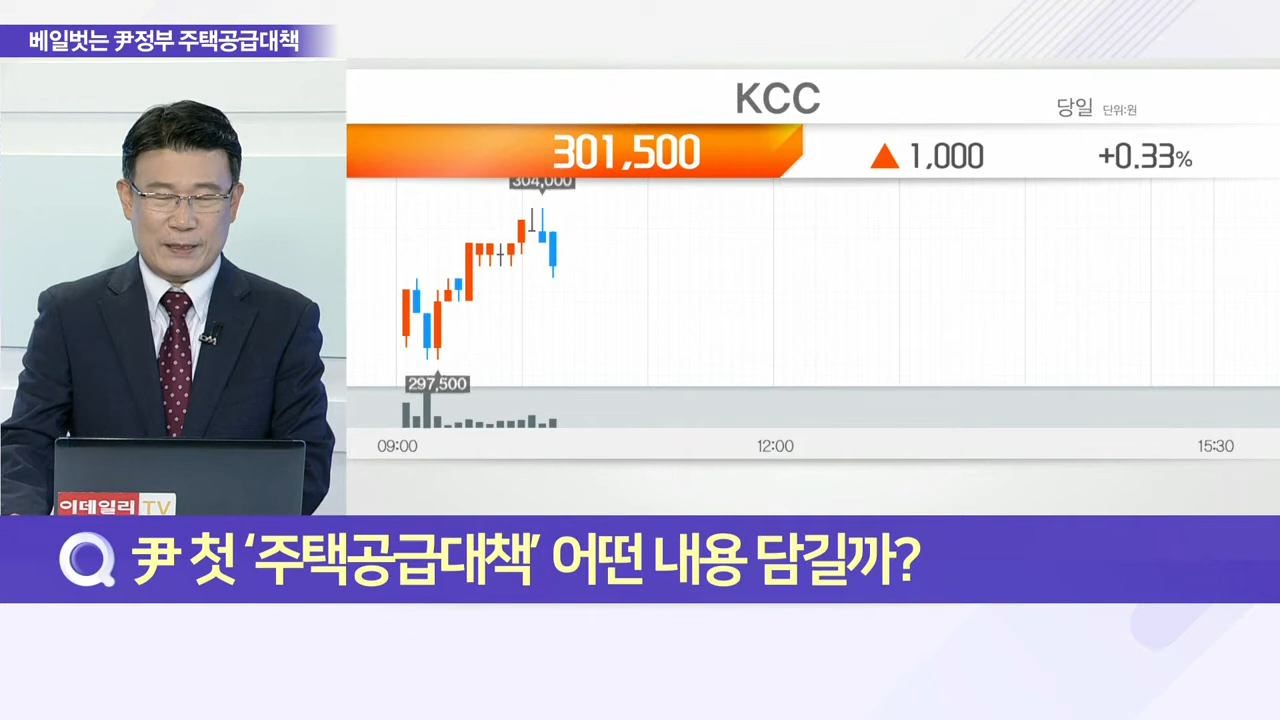 베일벗는 尹정부 주택공급대책
KCC
당일 단위:원
301,500
▲ 1,000
+0.33%
304,000
297,500
09:00
12:00
15:30
이데일리 TV
Q 尹 첫 ‘주택공급대책’ 어떤 내용 담길까?